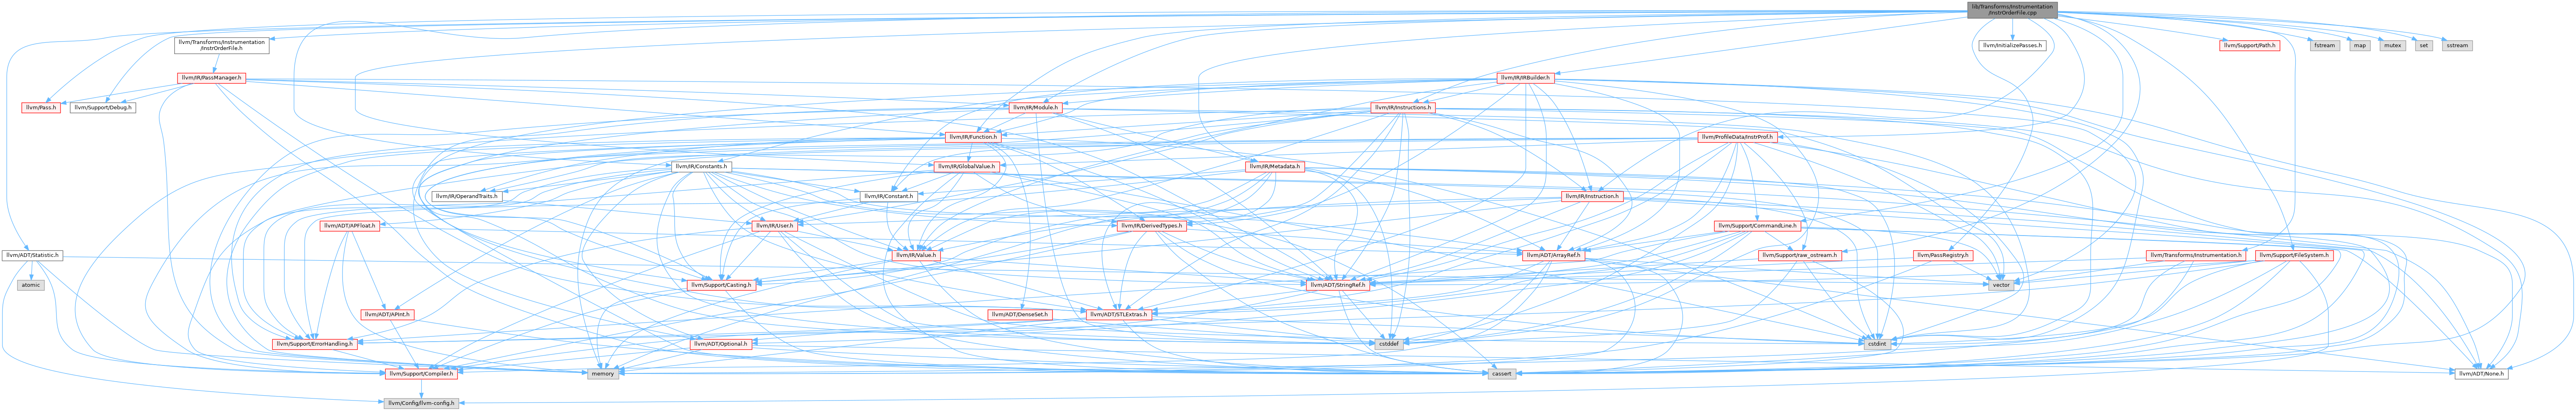 lib/Transforms/Instrumentation
/InstrOrderFile.cpp
llvm/Transforms/Instrumentation
/InstrOrderFile.h
llvm/InitializePasses.h
llvm/Support/Path.h
fstream
map
mutex
set
sstream
llvm/IR/PassManager.h
llvm/IR/IRBuilder.h
llvm/Pass.h
llvm/Support/Debug.h
llvm/IR/Module.h
llvm/IR/Instructions.h
llvm/IR/Function.h
llvm/ProfileData/InstrProf.h
llvm/IR/Constants.h
llvm/IR/GlobalValue.h
llvm/IR/Metadata.h
llvm/IR/OperandTraits.h
llvm/IR/Constant.h
llvm/IR/Instruction.h
llvm/ADT/APFloat.h
llvm/IR/User.h
llvm/IR/DerivedTypes.h
llvm/Support/CommandLine.h
llvm/ADT/Statistic.h
llvm/IR/Value.h
llvm/ADT/ArrayRef.h
llvm/Support/raw_ostream.h
llvm/PassRegistry.h
llvm/Transforms/Instrumentation.h
llvm/Support/FileSystem.h
atomic
llvm/Support/Casting.h
llvm/ADT/StringRef.h
vector
llvm/ADT/APInt.h
llvm/ADT/DenseSet.h
llvm/ADT/STLExtras.h
llvm/Support/ErrorHandling.h
llvm/ADT/Optional.h
cstddef
cstdint
llvm/Support/Compiler.h
memory
cassert
llvm/ADT/None.h
llvm/Config/llvm-config.h